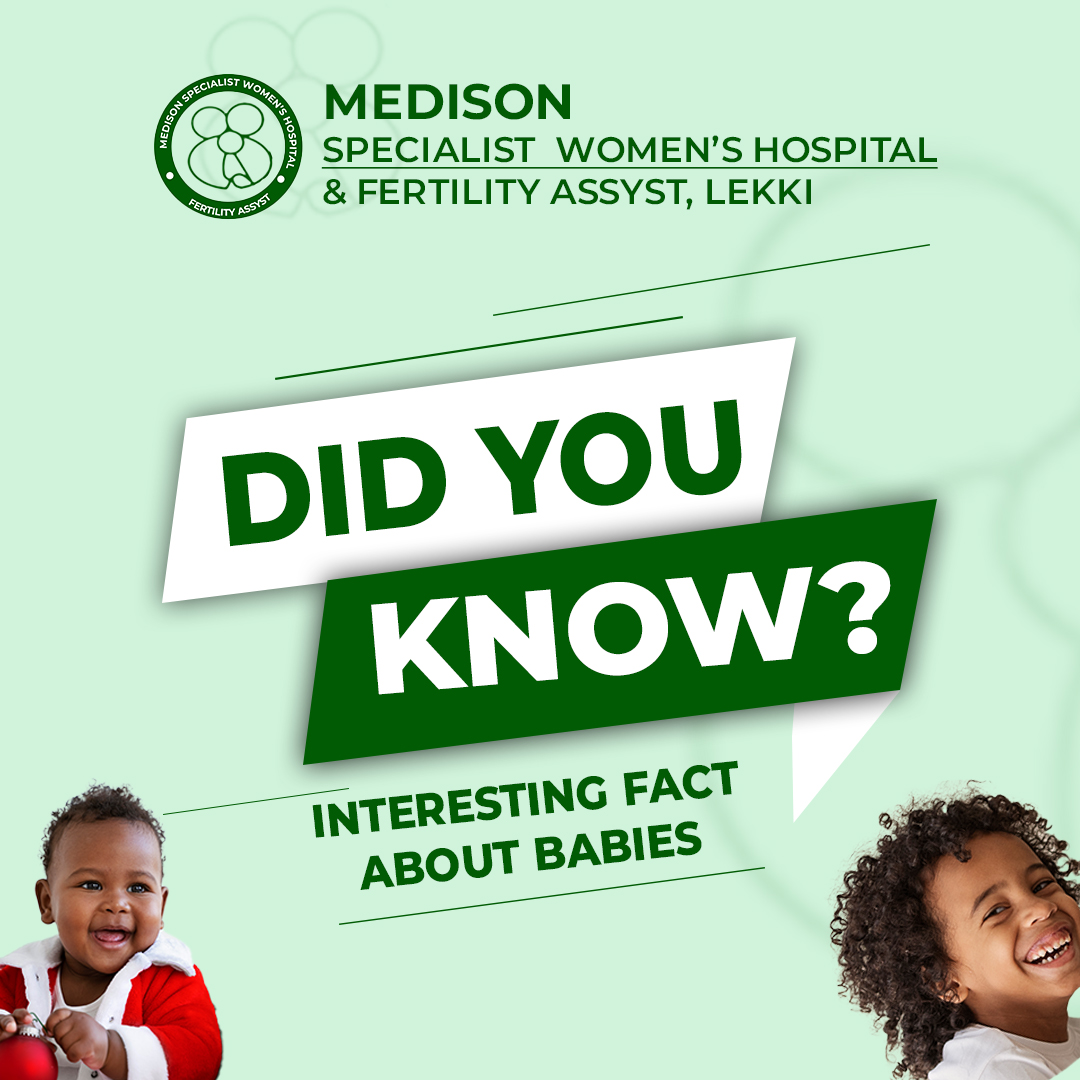 MEDISON SPECIALIST WOMEN'S HOSPITAL
FERTILITY ASSYST
MEDISON
SPECIALIST WOMEN'S HOSPITAL
& FERTILITY ASSYST, LEKKI
DID YOU
KNOW?
INTERESTING FACT
ABOUT BABIES